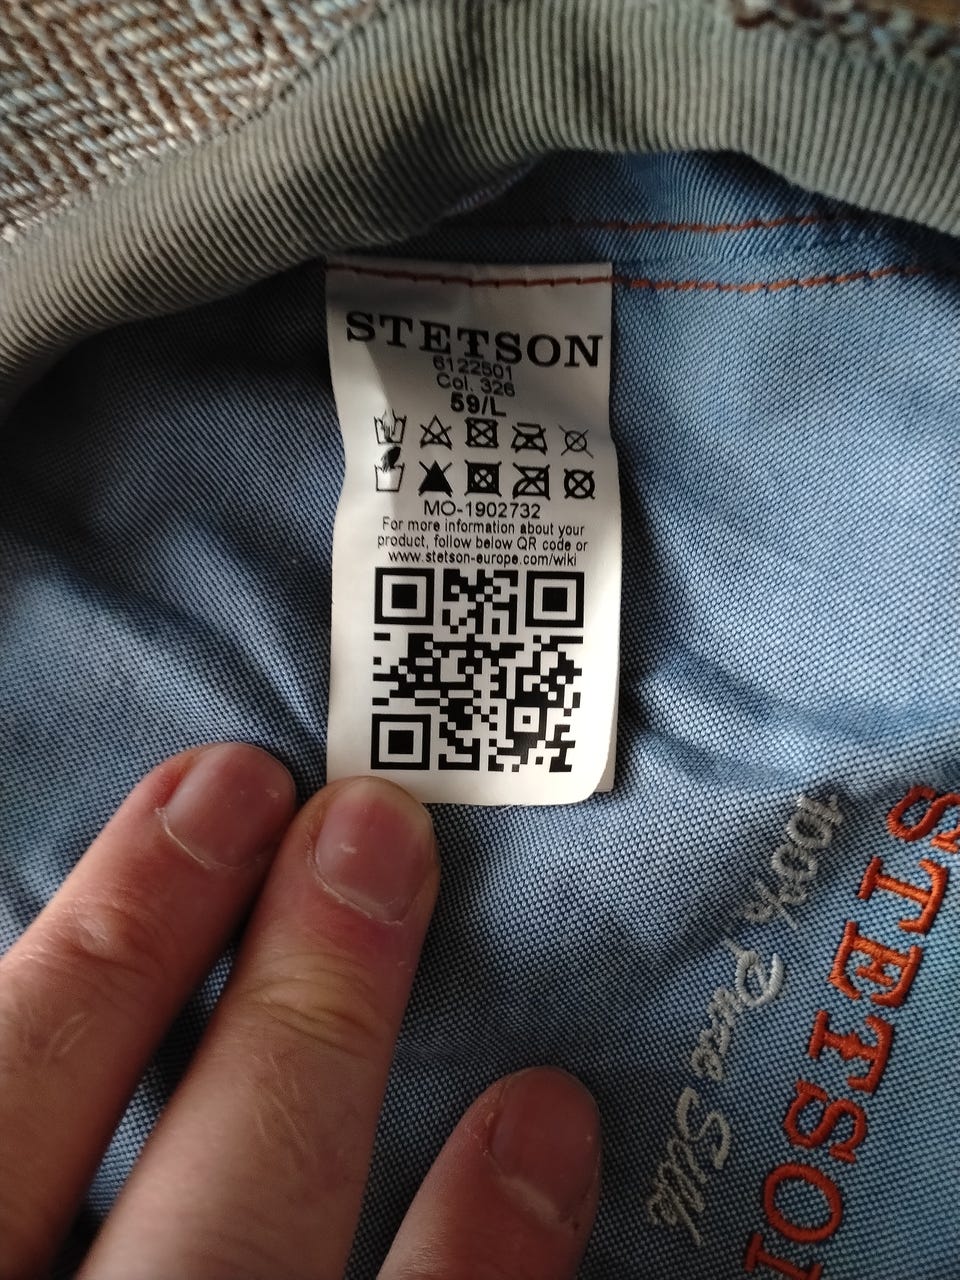 STETSON
6122501
Col. 326
59/L
MO-1902732
For more information about your
product, follow below QR code or
www.stetson-europe.com/wiki
100% Pure Silk
STETSON